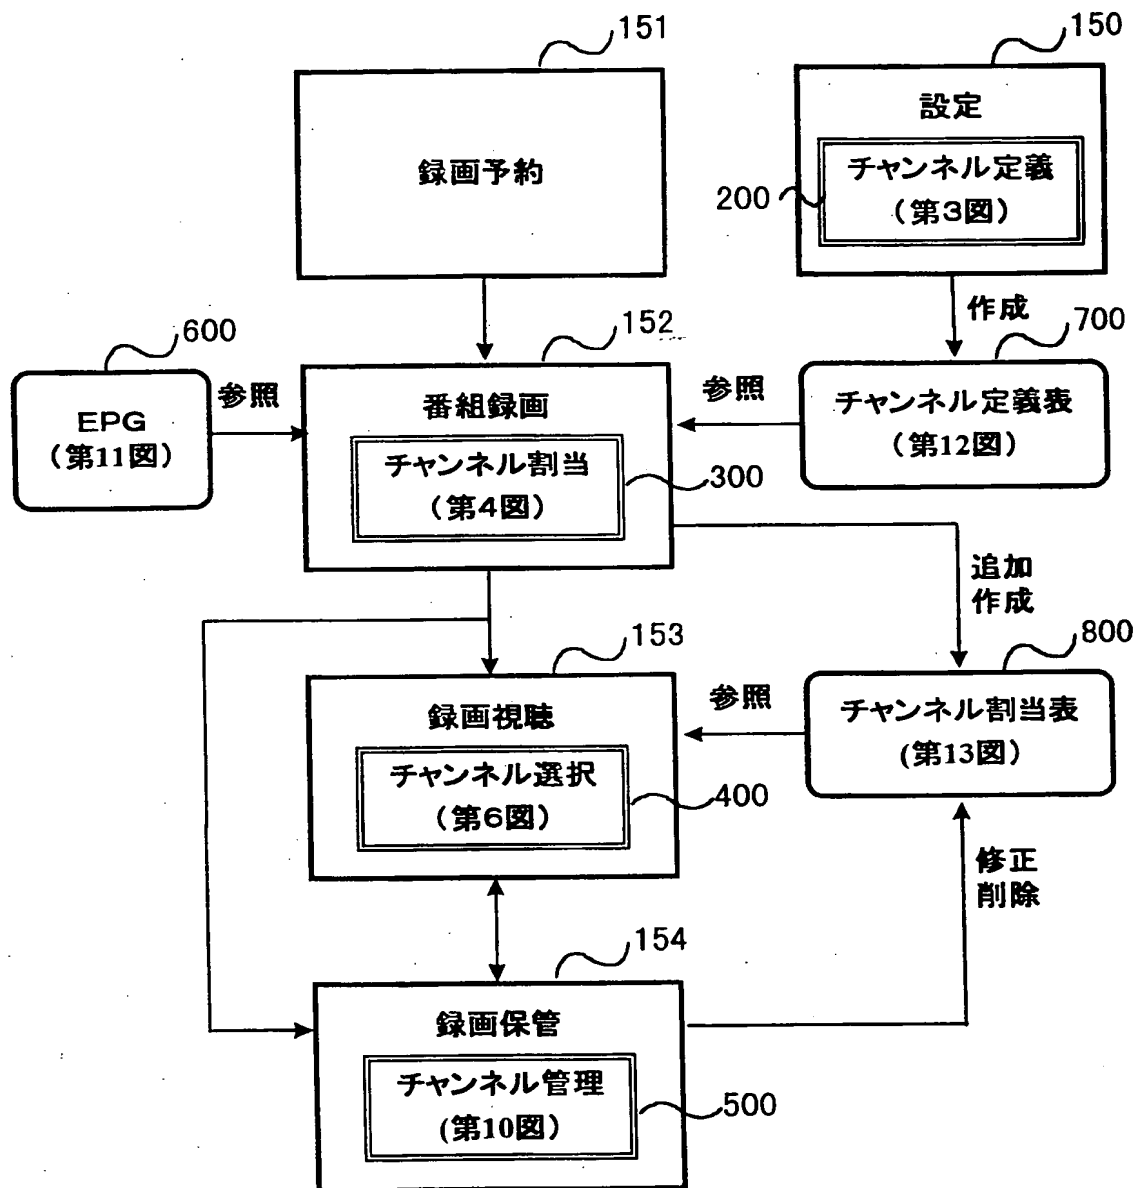 151
150
録画予約
設定
チャンネル定義
(第3図)
200
作成
600
152
700
EPG
(第11図)
参照
番組録画
チャンネル割当
(第4図)
300
参照
チャンネル定義表
(第12図)
追加
作成
153
800
録画視聴
チャンネル選択
(第6図)
400
参照
チャンネル割当表
(第13図)
修正
削除
154
録画保管
チャンネル管理
(第10図)
500